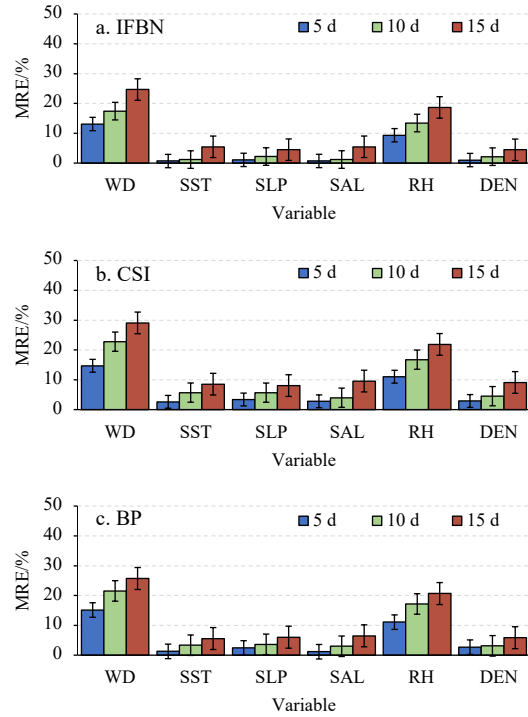 50
a. IFBN
5 d
10 d
15 d
40
30
20
10
0
MRE/%
WD
SST
SLP
SAL
RH
DEN
Variable
50
b. CSI
5 d
10 d
15 d
40
30
20
10
0
MRE/%
WD
SST
SLP
SAL
RH
DEN
Variable
50
c. BP
5 d
10 d
15 d
40
30
20
10
0
MRE/%
WD
SST
SLP
SAL
RH
DEN
Variable